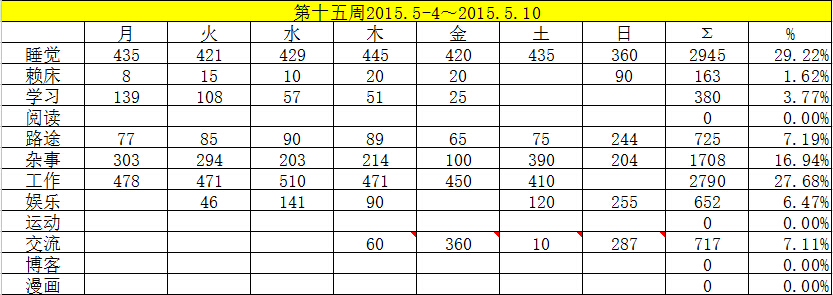 第十五周2015.5-4～2015.5.10
月 火 水 木 金 土 日 Σ %
睡觉 435 421 429 445 420 435 360 2945 29.22%
赖床 8 15 10 20 20 90 163 1.62%
学习 139 108 57 51 25 380 3.77%
阅读 0 0.00%
路途 77 85 90 89 65 75 244 725 7.19%
杂事 303 294 203 214 100 390 204 1708 16.94%
工作 478 471 510 471 450 410 2790 27.68%
娱乐 46 141 90 120 255 652 6.47%
运动 0 0.00%
交流 60 360 10 287 717 7.11%
博客 0 0.00%
漫画 0 0.00%